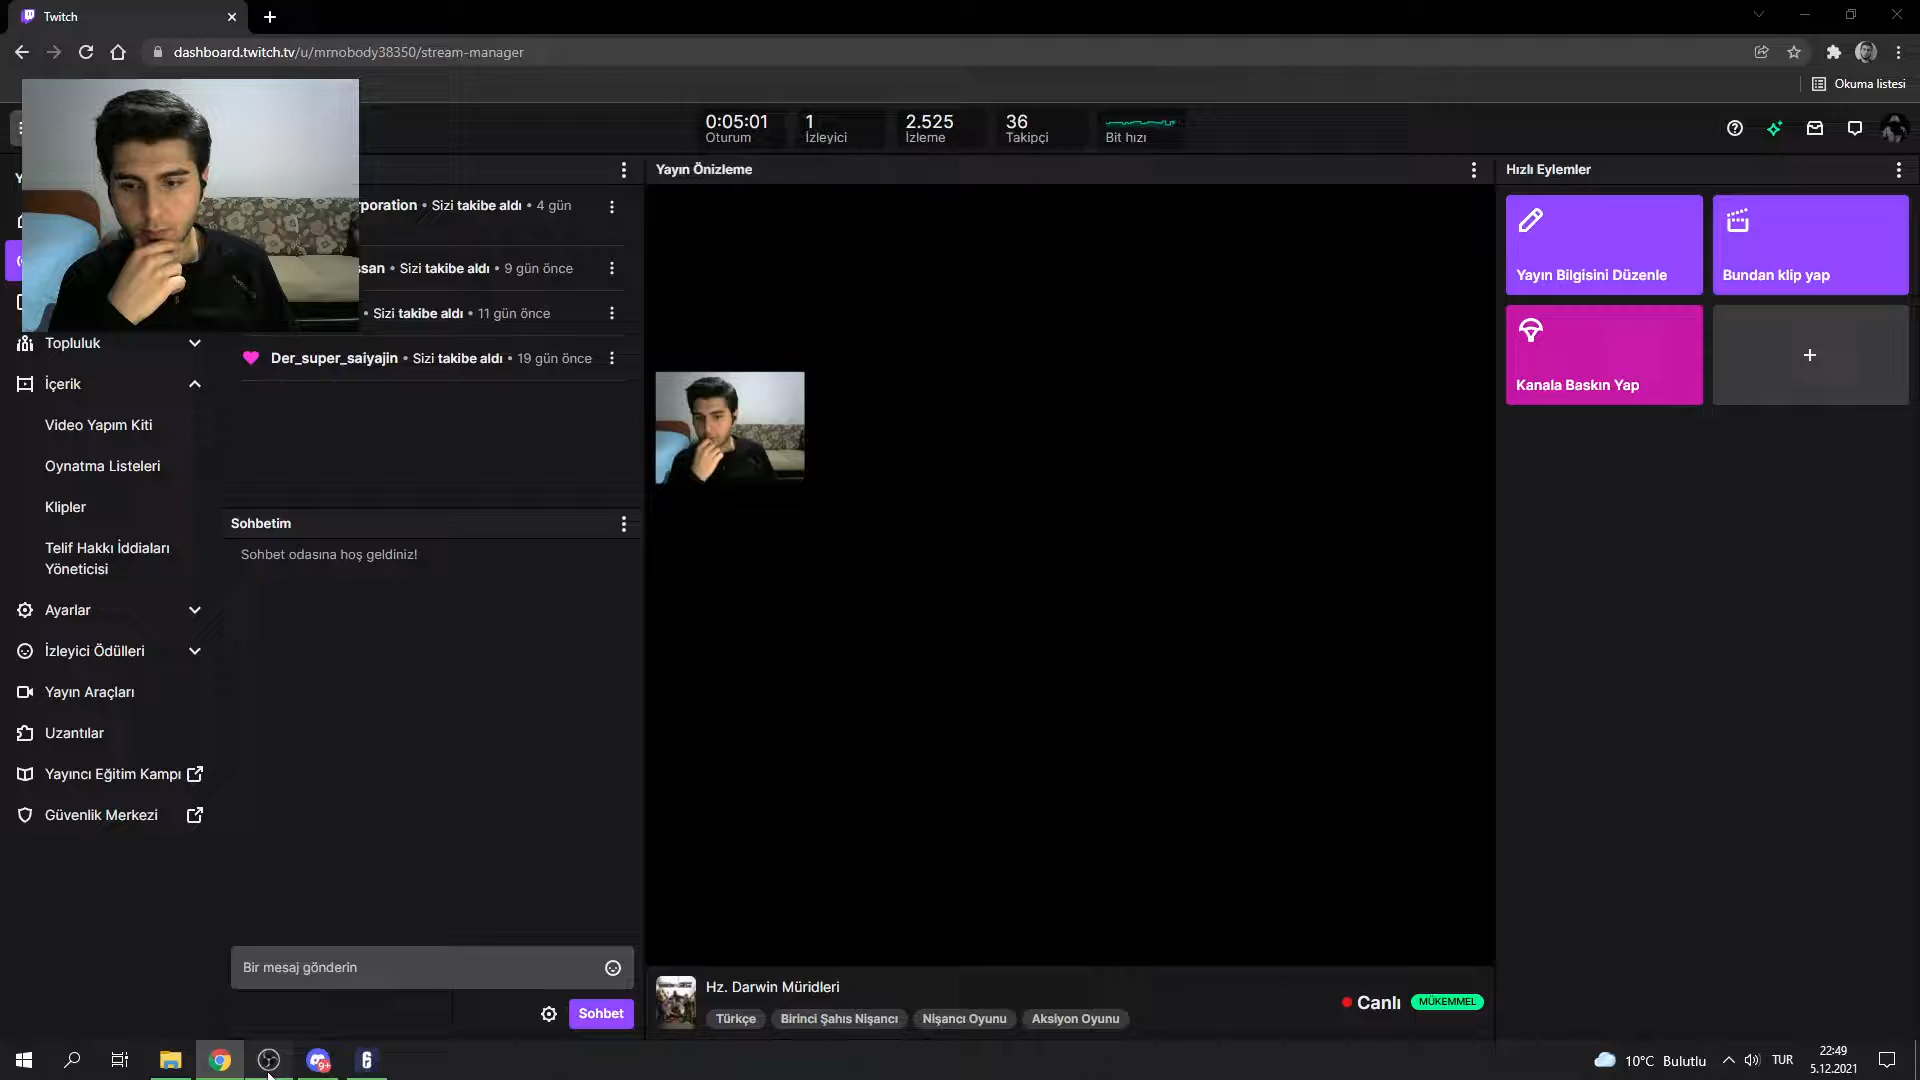 Twitch
dashboard.twitch.tv/u/mrnobody38350/stream-manager
Okuma listesi
0:05:01
Oturum
1
İzleyici
2.525
İzleme
36
Takipçi
Bit hızı
Yayın Önizleme
Hızlı Eylemler
• Sizi takibe aldı • 4 gün
• Sizi takibe aldı • 9 gün önce
• Sizi takibe aldı • 11 gün önce
Der_super_saiyajin • Sizi takibe aldı • 19 gün önce
Yayın Bilgisini Düzenle
Bundan klip yap
Kanala Baskın Yap
Topluluk
İçerik
Video Yapım Kiti
Oynatma Listeleri
Klipler
Telif Hakkı İddiaları
Yöneticisi
Ayarlar
İzleyici Ödülleri
Yayın Araçları
Uzantılar
Yayıncı Eğitim Kampı
Güvenlik Merkezi
Sohbetim
Sohbet odasına hoş geldiniz!
Bir mesaj gönderin
Sohbet
Hz. Darwin Müridleri
Türkçe
Birinci Şahıs Nişancı
Nişancı Oyunu
Aksiyon Oyunu
Canlı
MÜKEMMEL
9+
10°C Bulutlu
TUR
22:49
5.12.2021